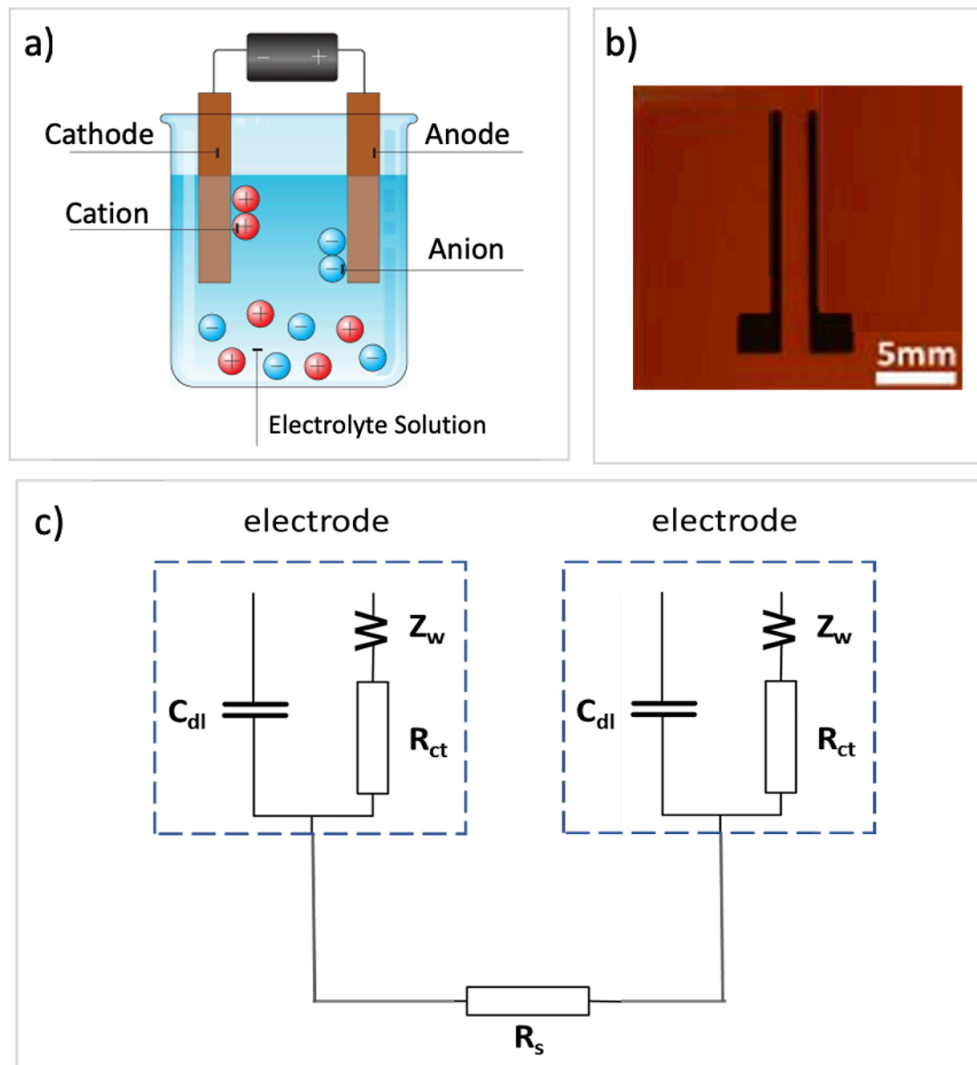 a)
− +
Cathode
Anode
Cation
Anion
+
+
−
−
− + − +
+ − + −
Electrolyte Solution
b)
5mm
c)
electrode
electrode
Zw
Zw
Cdl
Cdl
Rct
Rct
Rs